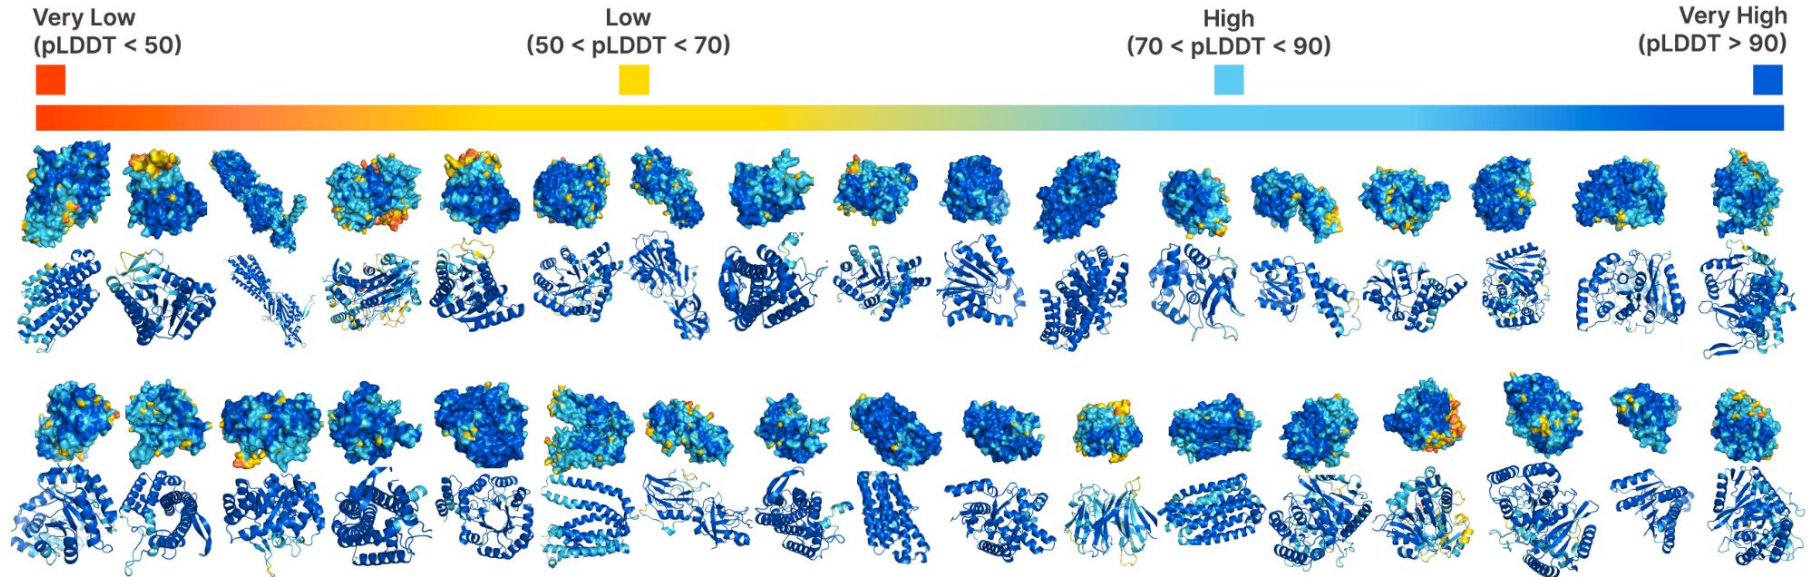 Very Low
(pLDDT < 50)
Low
(50 < pLDDT < 70)
High
(70 < pLDDT < 90)
Very High
(pLDDT > 90)